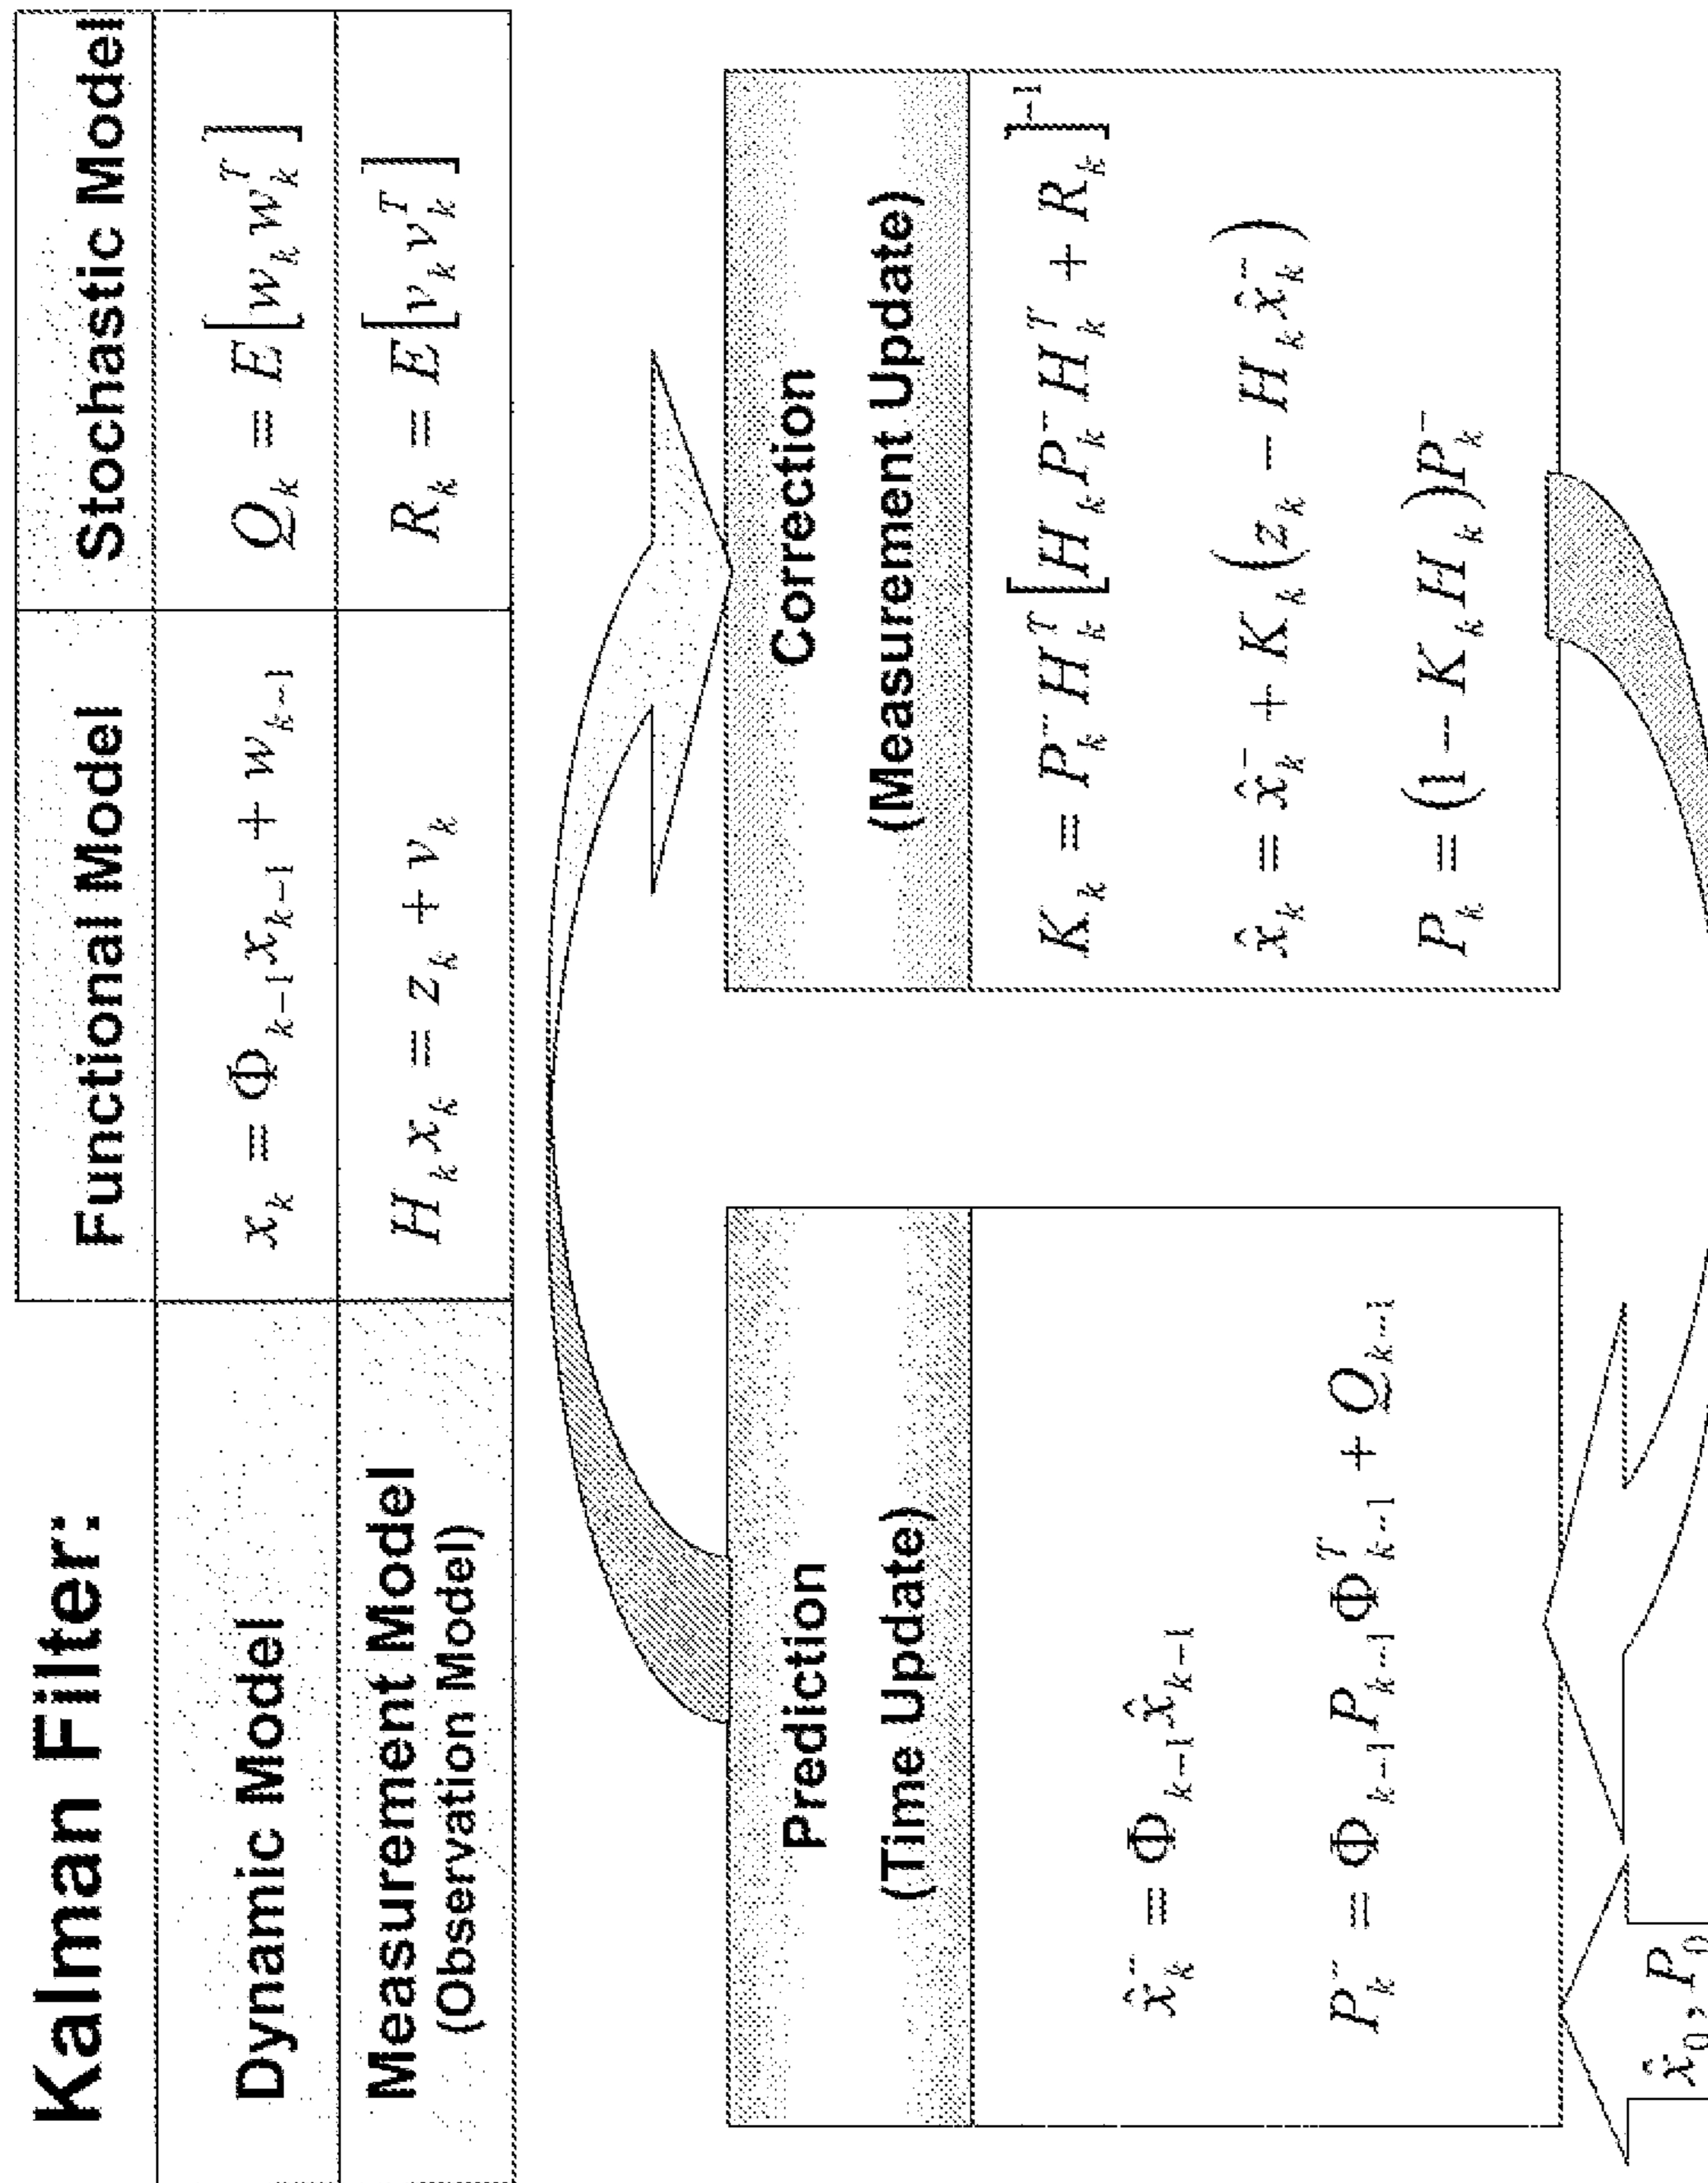 Kalman Filter:
Functional Model Stochastic Model
Dynamic Model x_k = Φ_{k-1} x_{k-1} + w_{k-1} Q_k = E[w_k w_k^T]
Measurement Model H_k x_k = z_k + v_k R_k = E[v_k v_k^T]
(Observation Model)
Prediction
(Time Update)
x̂_k^- = Φ_{k-1} x̂_{k-1}
P_k^- = Φ_{k-1} P_{k-1} Φ_{k-1}^T + Q_{k-1}
Correction
(Measurement Update)
K_k = P_k^- H_k^T [H_k P_k^- H_k^T + R_k]^{-1}
x̂_k = x̂_k^- + K_k (z_k - H_k x̂_k^-)
P_k = (1 - K_k H_k) P_k^-
x̂_0, P_0